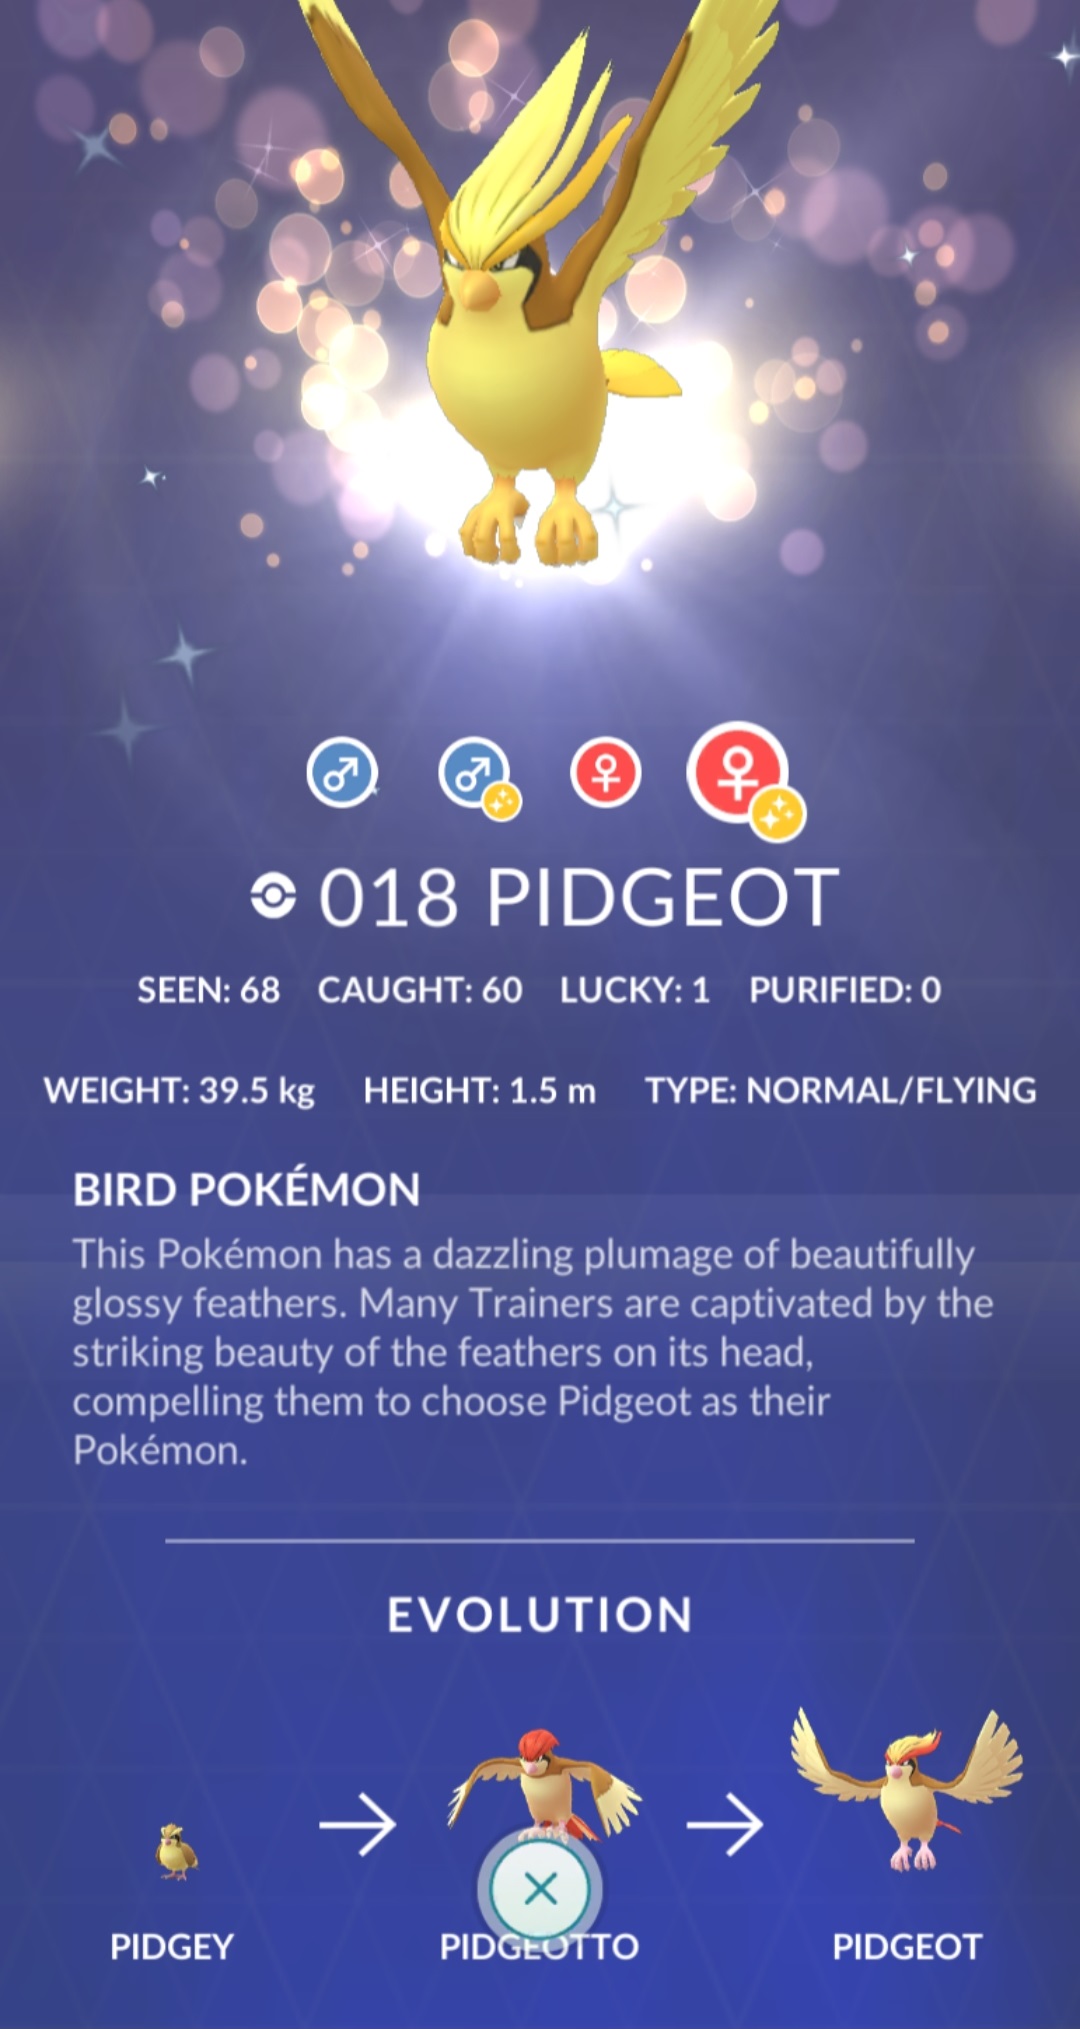 018 PIDGEOT
SEEN: 68 CAUGHT: 60 LUCKY: 1 PURIFIED: 0
WEIGHT: 39.5 kg HEIGHT: 1.5 m TYPE: NORMAL/FLYING
BIRD POKÉMON
This Pokémon has a dazzling plumage of beautifully
glossy feathers. Many Trainers are captivated by the
striking beauty of the feathers on its head,
compelling them to choose Pidgeot as their
Pokémon.
EVOLUTION
PIDGEY PIDGEOTTO PIDGEOT